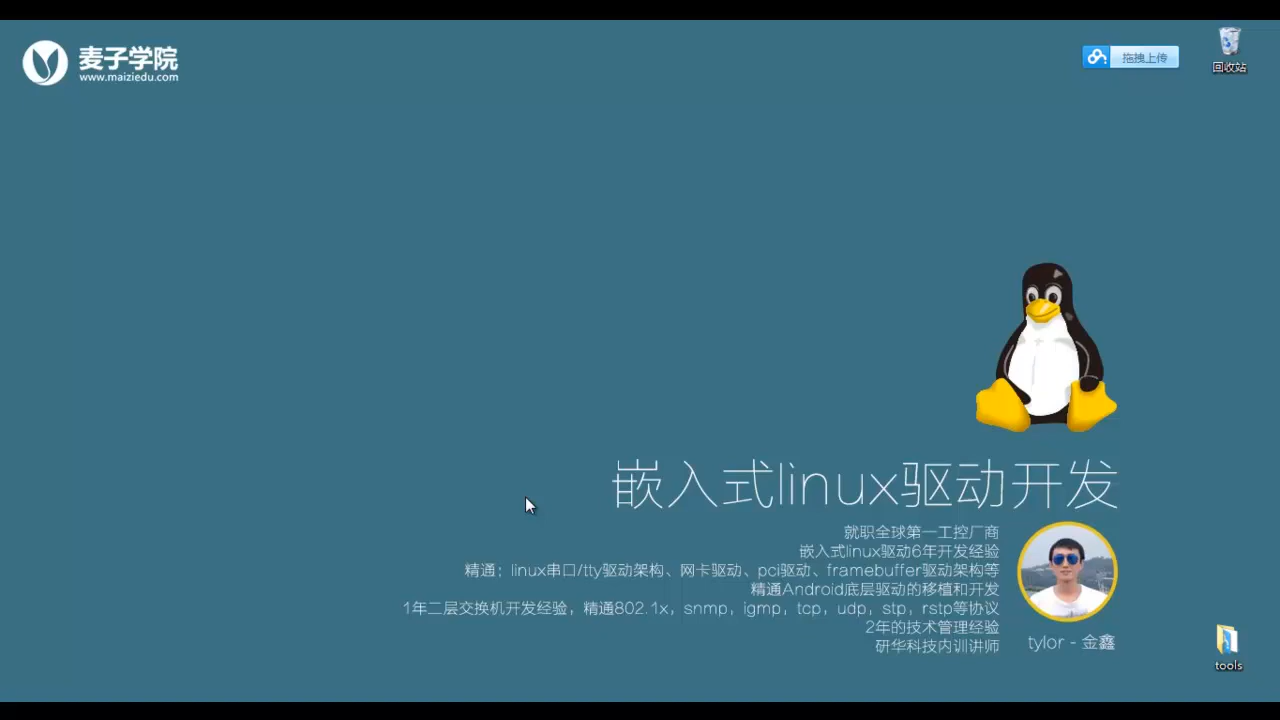 麦子学院
www.maiziedu.com
拖拽上传
回收站
嵌入式linux驱动开发
就职全球第一工控厂商
嵌入式linux驱动6年开发经验
精通：linux串口/tty驱动架构、网卡驱动、pci驱动、framebuffer驱动架构等
精通Android底层驱动的移植和开发
1年二层交换机开发经验，精通802.1x，snmp，igmp，tcp，udp，stp，rstp等协议
2年的技术管理经验
研华科技内训讲师
tylor - 金鑫
tools